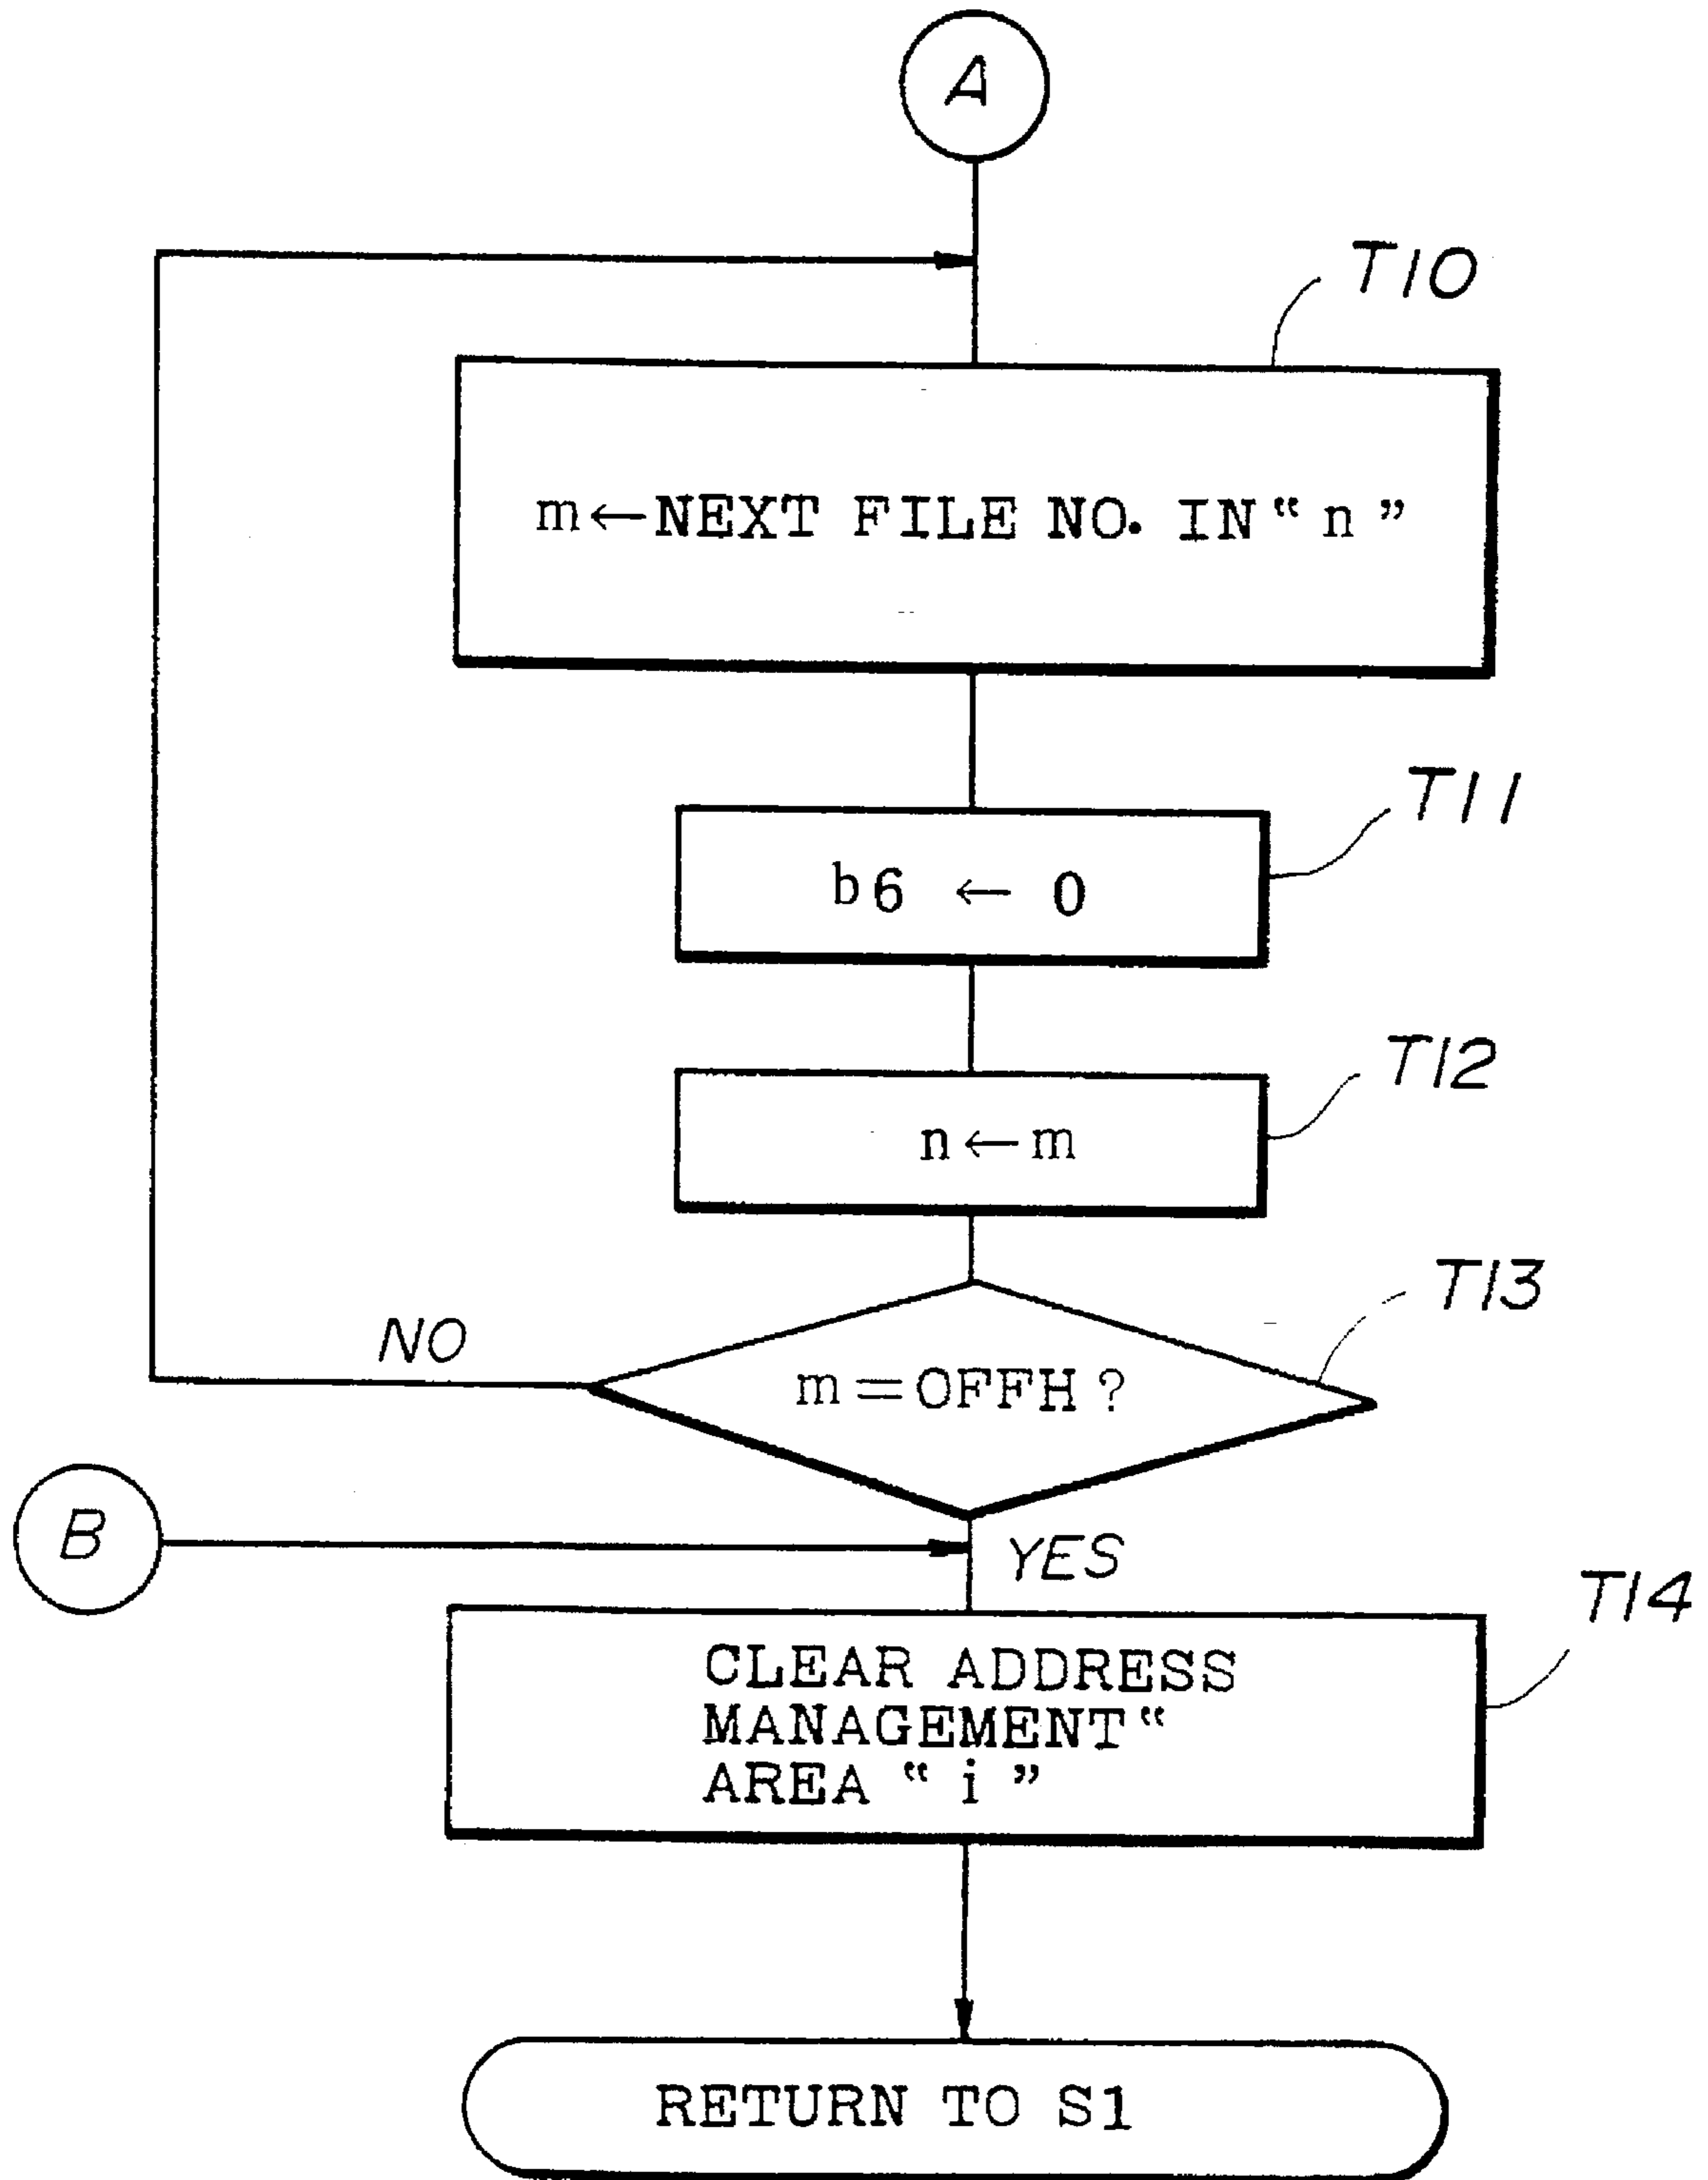 A
T10
m←NEXT FILE NO. IN “ n ”
T11
b6 ← 0
T12
n←m
T13
NO
m=OFFH ?
B
YES
T14
CLEAR ADDRESS
MANAGEMENT“
AREA “ i ”
RETURN TO S1